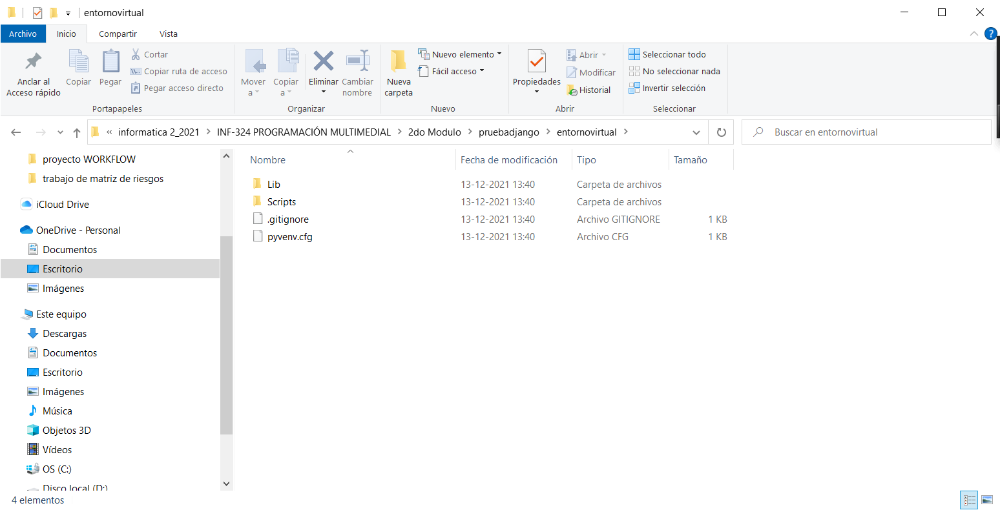 entornovirtual
Archivo Inicio Compartir Vista
Anclar al
Acceso rápido
Copiar
Pegar
Cortar
Copiar ruta de acceso
Pegar acceso directo
Portapapeles
Mover
a
Copiar
a
Eliminar
Cambiar
nombre
Organizar
Nueva
carpeta
Nuevo elemento
Fácil acceso
Nuevo
Propiedades
Abrir
Modificar
Historial
Abrir
Seleccionar todo
No seleccionar nada
Invertir selección
Seleccionar
« informatica 2_2021 > INF-324 PROGRAMACIÓN MULTIMEDIAL > 2do Modulo > pruebadjango > entornovirtual >
Buscar en entornovirtual
proyecto WORKFLOW
trabajo de matriz de riesgos
iCloud Drive
OneDrive - Personal
Documentos
Escritorio
Imágenes
Este equipo
Descargas
Documentos
Escritorio
Imágenes
Música
Objetos 3D
Vídeos
OS (C:)
Disco local (D:)
Nombre Fecha de modificación Tipo Tamaño
Lib 13-12-2021 13:40 Carpeta de archivos
Scripts 13-12-2021 13:40 Carpeta de archivos
.gitignore 13-12-2021 13:40 Archivo GITIGNORE 1 KB
pyvenv.cfg 13-12-2021 13:40 Archivo CFG 1 KB
4 elementos